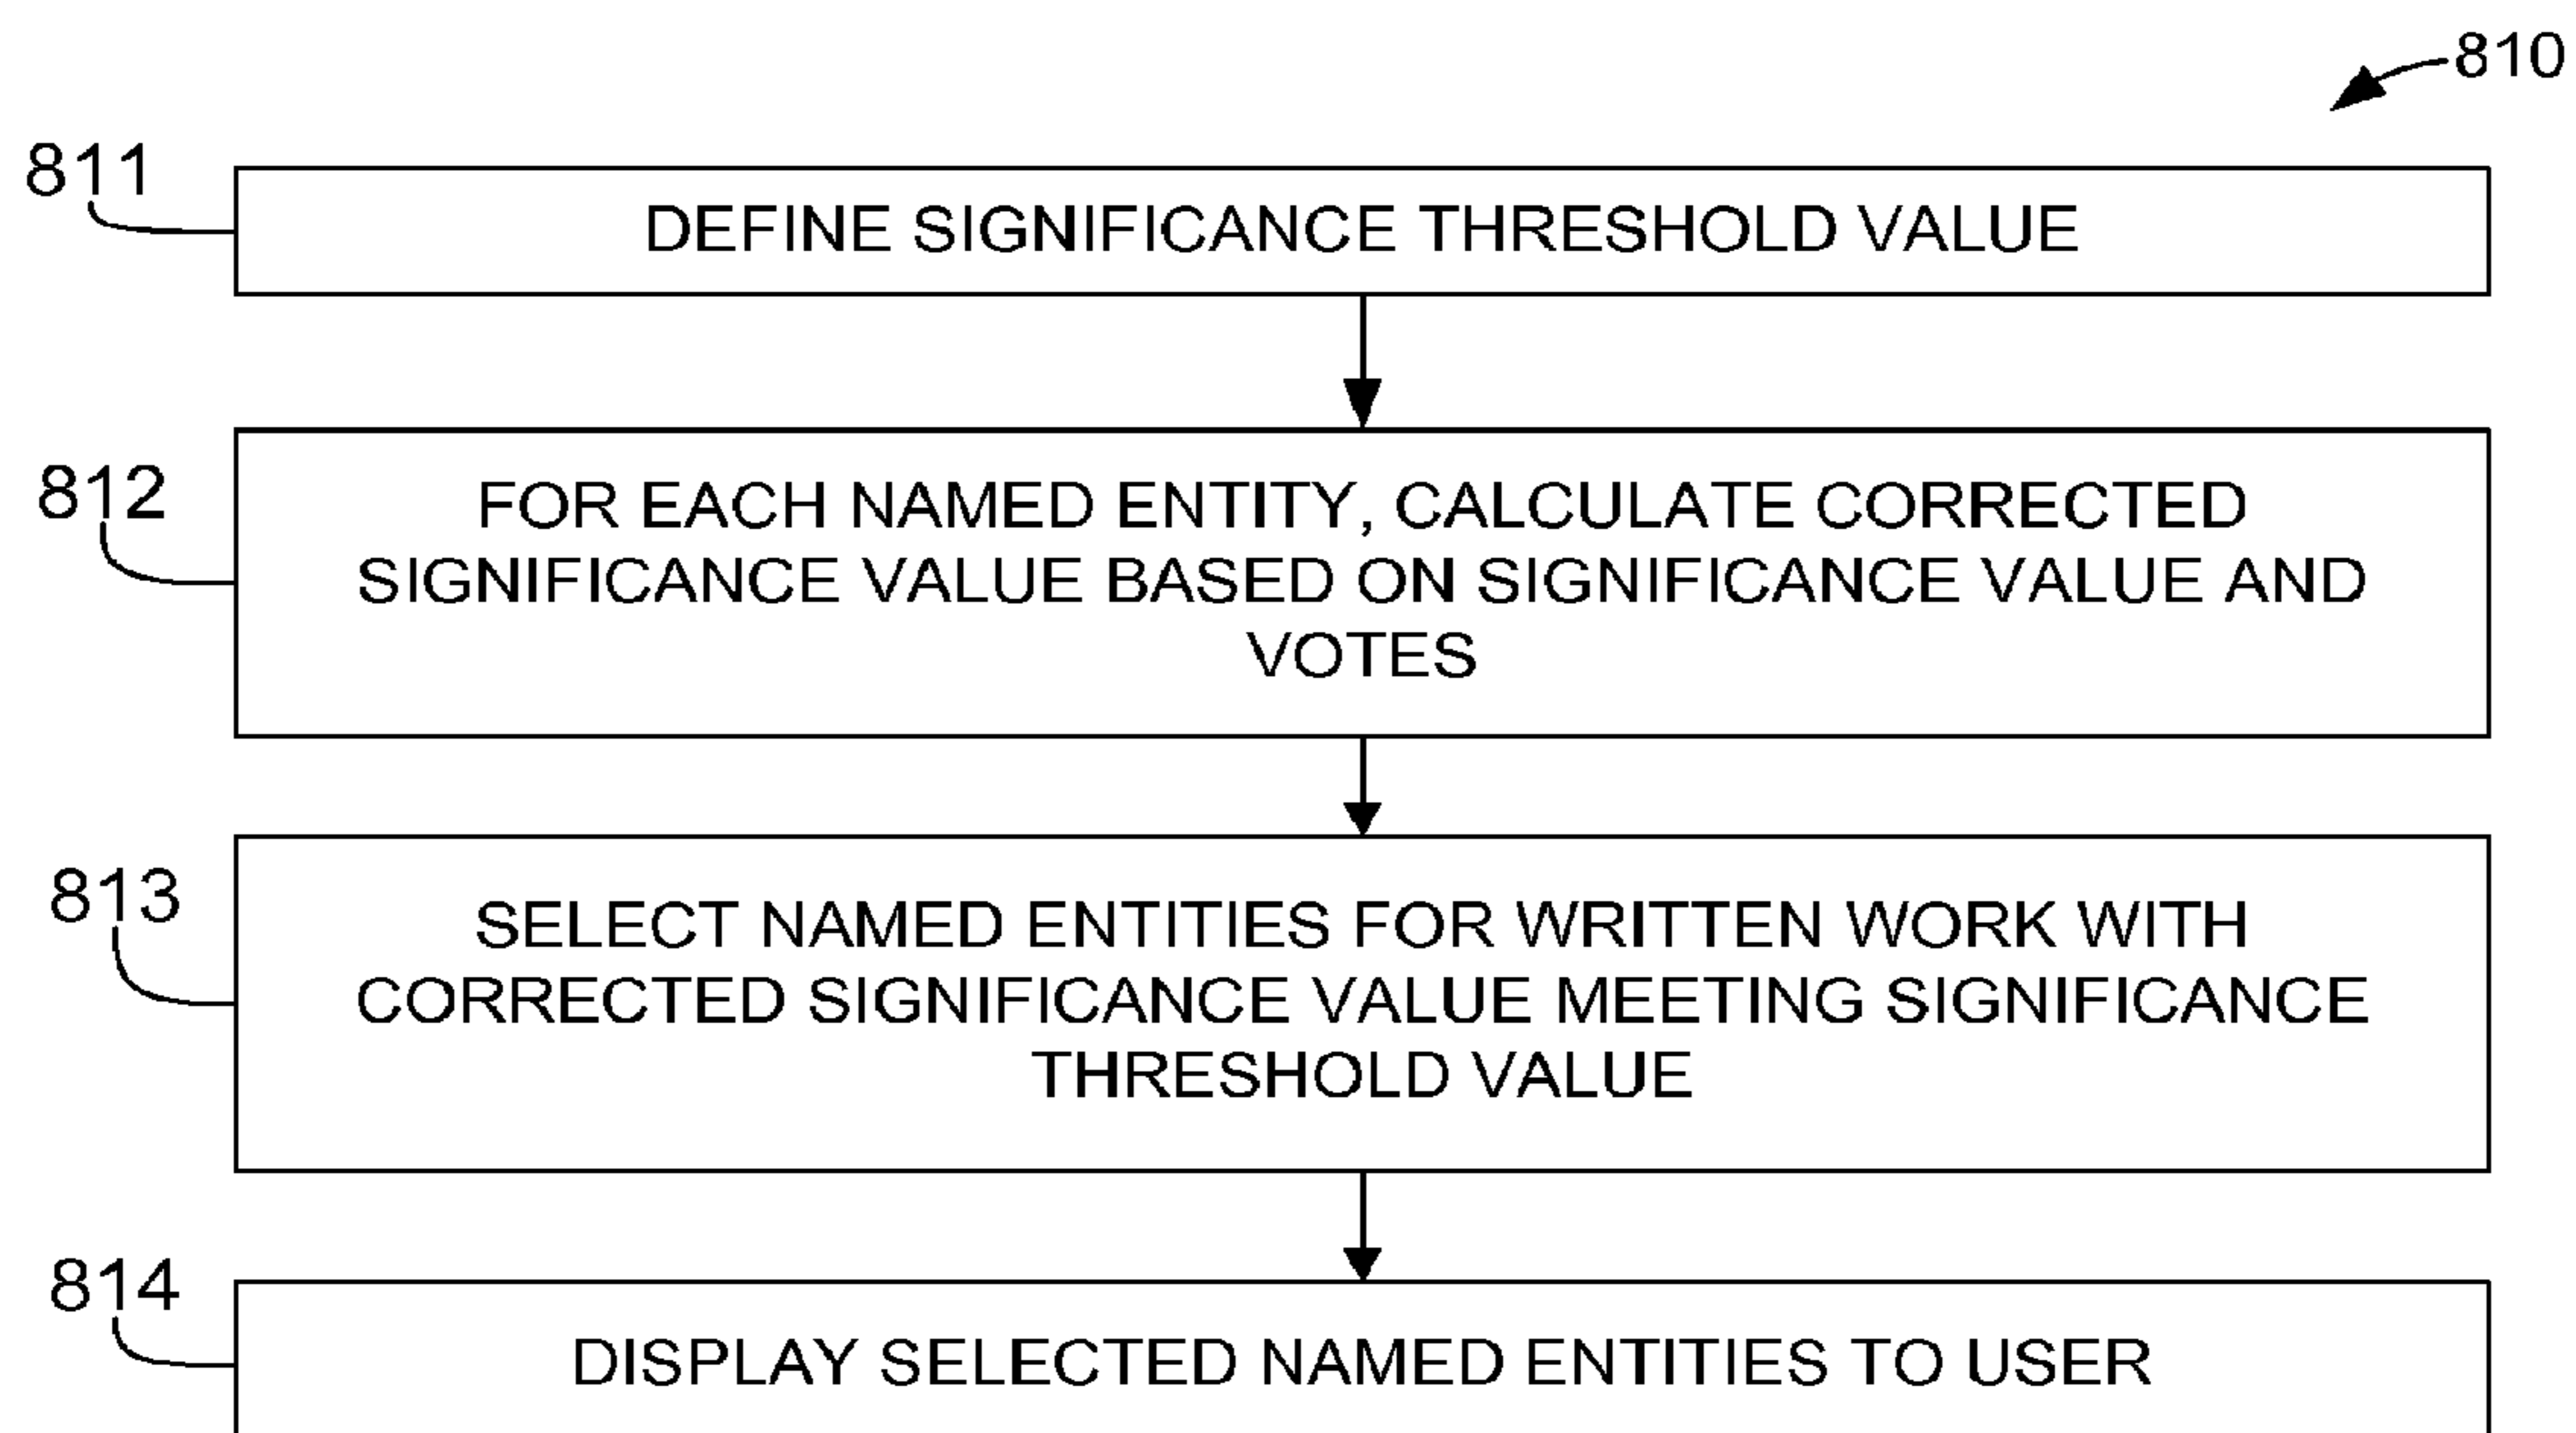 810
811
DEFINE SIGNIFICANCE THRESHOLD VALUE
812
FOR EACH NAMED ENTITY, CALCULATE CORRECTED
SIGNIFICANCE VALUE BASED ON SIGNIFICANCE VALUE AND
VOTES
813
SELECT NAMED ENTITIES FOR WRITTEN WORK WITH
CORRECTED SIGNIFICANCE VALUE MEETING SIGNIFICANCE
THRESHOLD VALUE
814
DISPLAY SELECTED NAMED ENTITIES TO USER